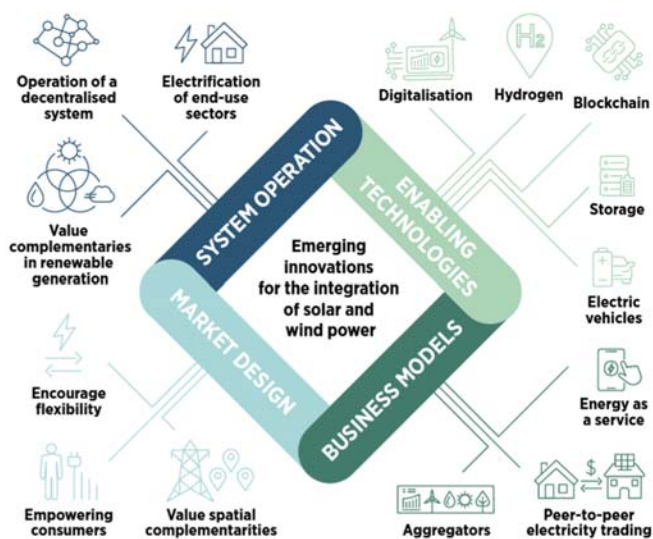 Operation of a
decentralised
system
Electrification
of end-use
sectors
Value
complementaries
in renewable
generation
SYSTEM OPERATION
Digitalisation
Hydrogen
H2
Blockchain
Storage
Electric
vehicles
ENABLING
TECHNOLOGIES
Emerging
innovations
for the integration
of solar and
wind power
MARKET DESIGN
Encourage
flexibility
Empowering
consumers
Value spatial
complementarities
BUSINESS MODELS
Energy as
a service
Aggregators
$
Peer-to-peer
electricity trading